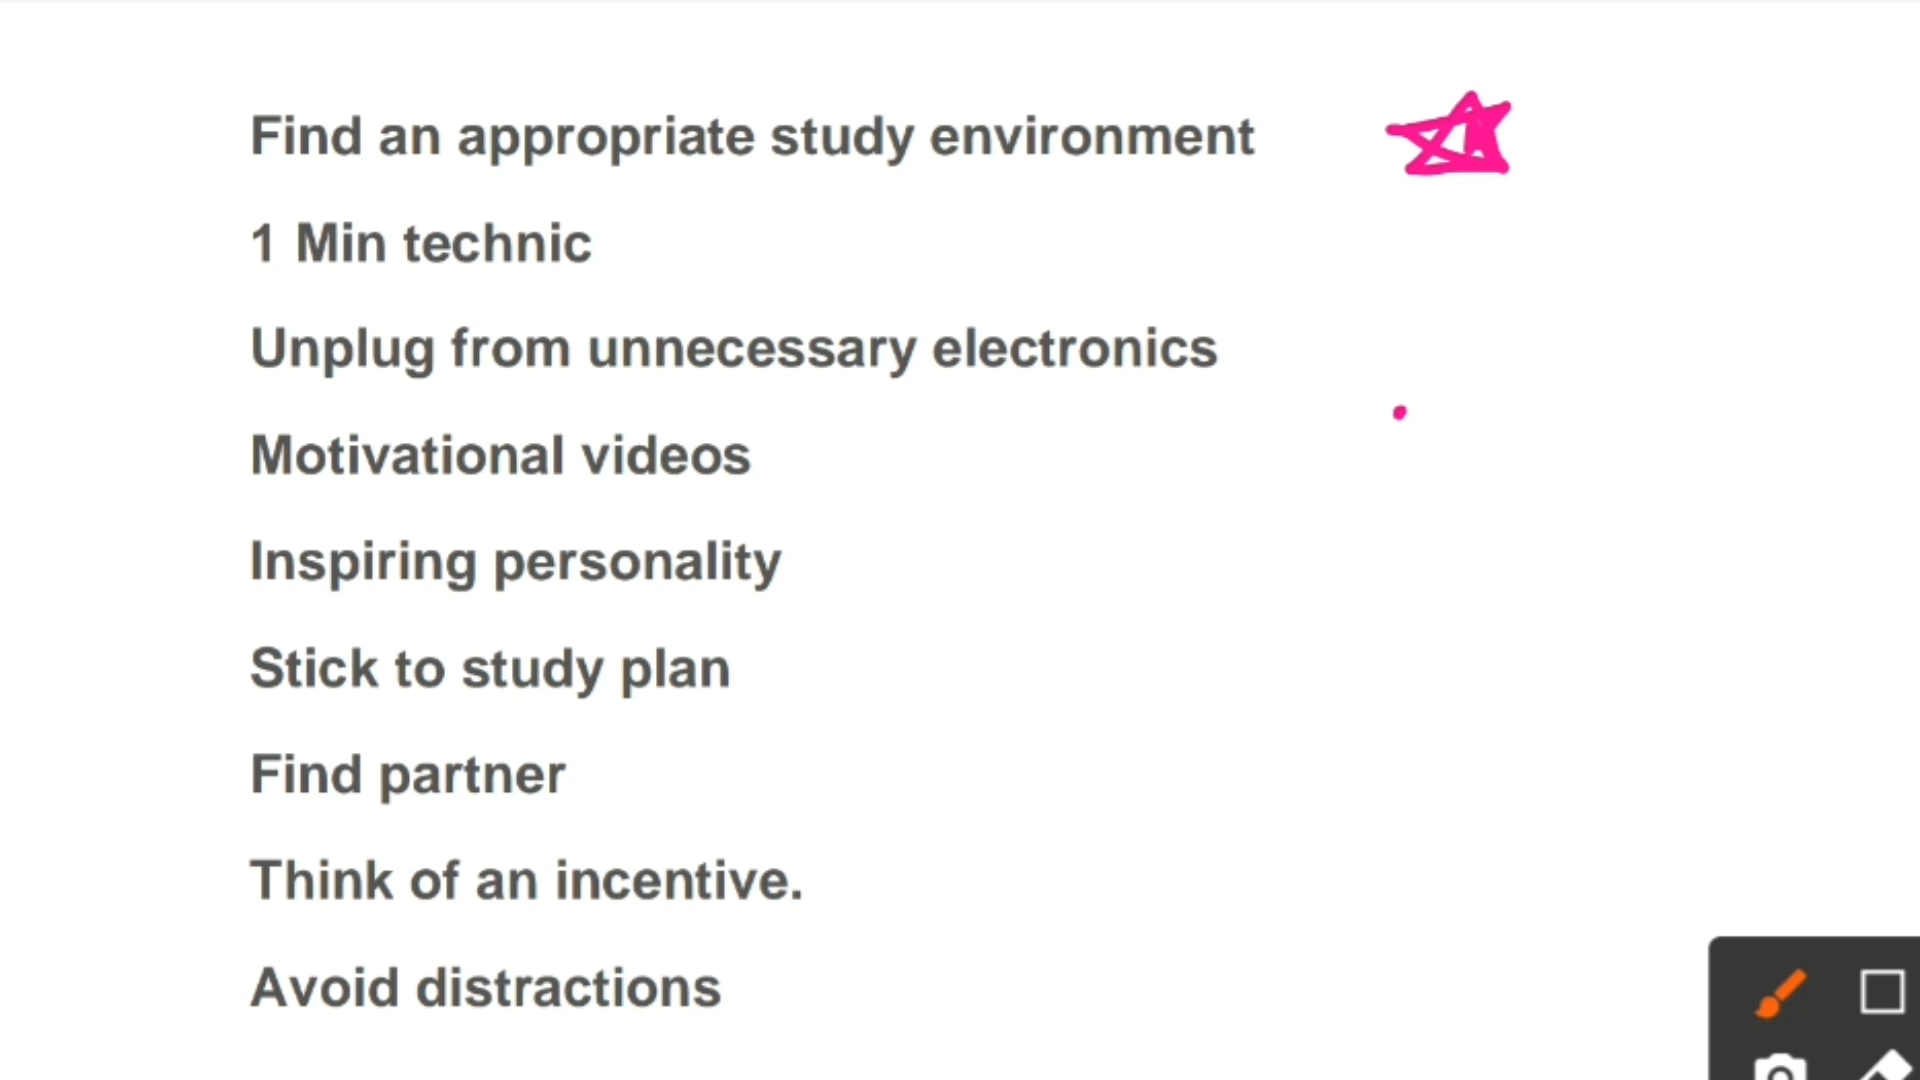 Find an appropriate study environment
1 Min technic
Unplug from unnecessary electronics
Motivational videos
Inspiring personality
Stick to study plan
Find partner
Think of an incentive.
Avoid distractions